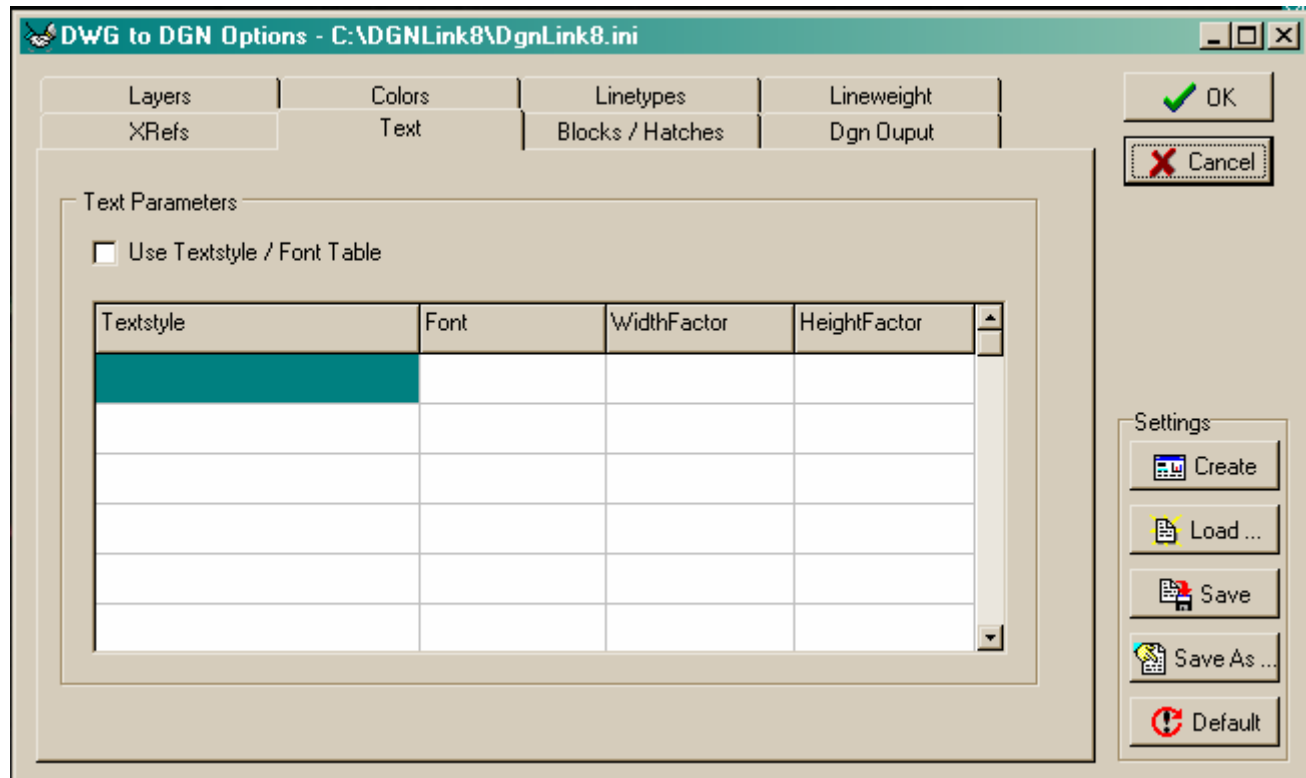 DWG to DGN Options - C:\DGNLink8\DgnLink8.ini
Layers Colors Linetypes Lineweight
XRefs Text Blocks / Hatches Dgn Ouput
OK
Cancel
Text Parameters
Use Textstyle / Font Table
Textstyle Font WidthFactor HeightFactor
Settings
Create
Load ...
Save
Save As ...
Default